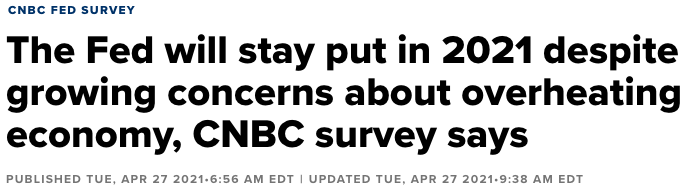 CNBC FED SURVEY
The Fed will stay put in 2021 despite
growing concerns about overheating
economy, CNBC survey says
PUBLISHED TUE, APR 27 2021•6:56 AM EDT | UPDATED TUE, APR 27 2021•9:38 AM EDT